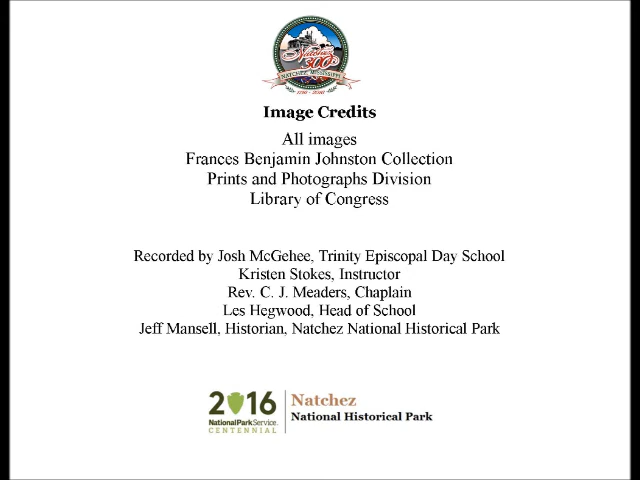 Natchez
300
NATCHEZ, MISSISSIPPI
1716 - 2016
Image Credits
All images
Frances Benjamin Johnston Collection
Prints and Photographs Division
Library of Congress
Recorded by Josh McGehee, Trinity Episcopal Day School
Kristen Stokes, Instructor
Rev. C. J. Meaders, Chaplain
Les Hegwood, Head of School
Jeff Mansell, Historian, Natchez National Historical Park
2016
National Park Service
CENTENNIAL
Natchez
National Historical Park